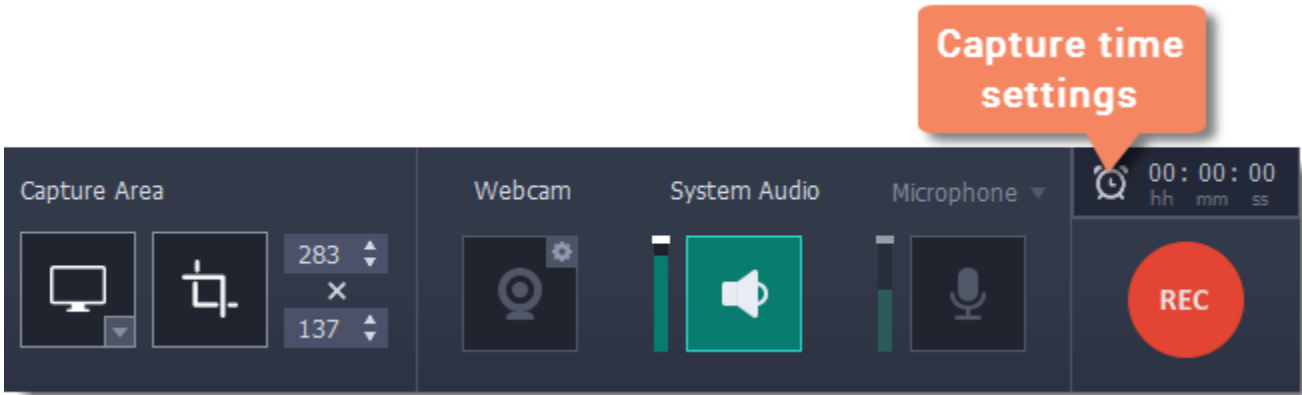 Capture time
settings
Capture Area
Webcam
System Audio
Microphone
00:00:00
hh mm ss
283
×
137
REC